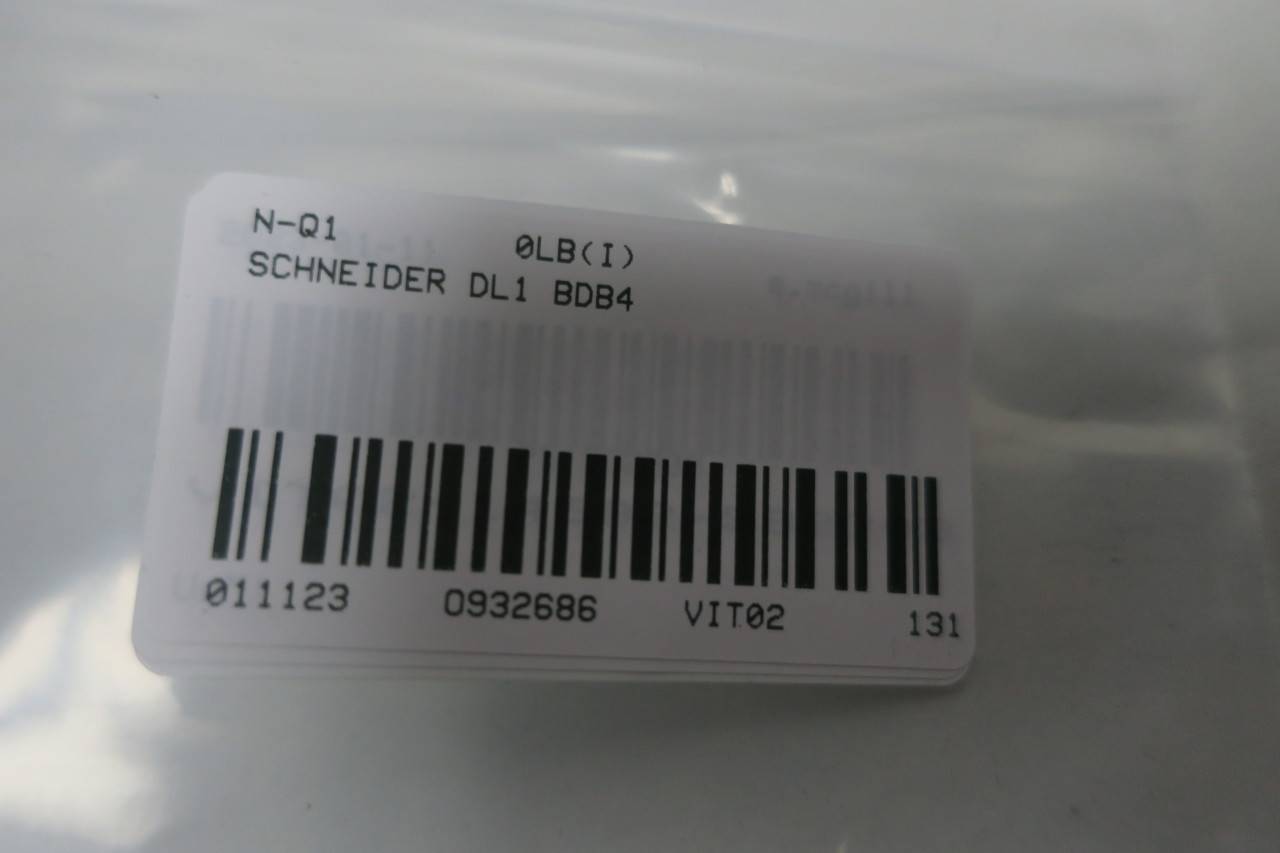 N-Q1 0LB(I)
SCHNEIDER DL1 BDB4
011123 0932686 VIT02 131